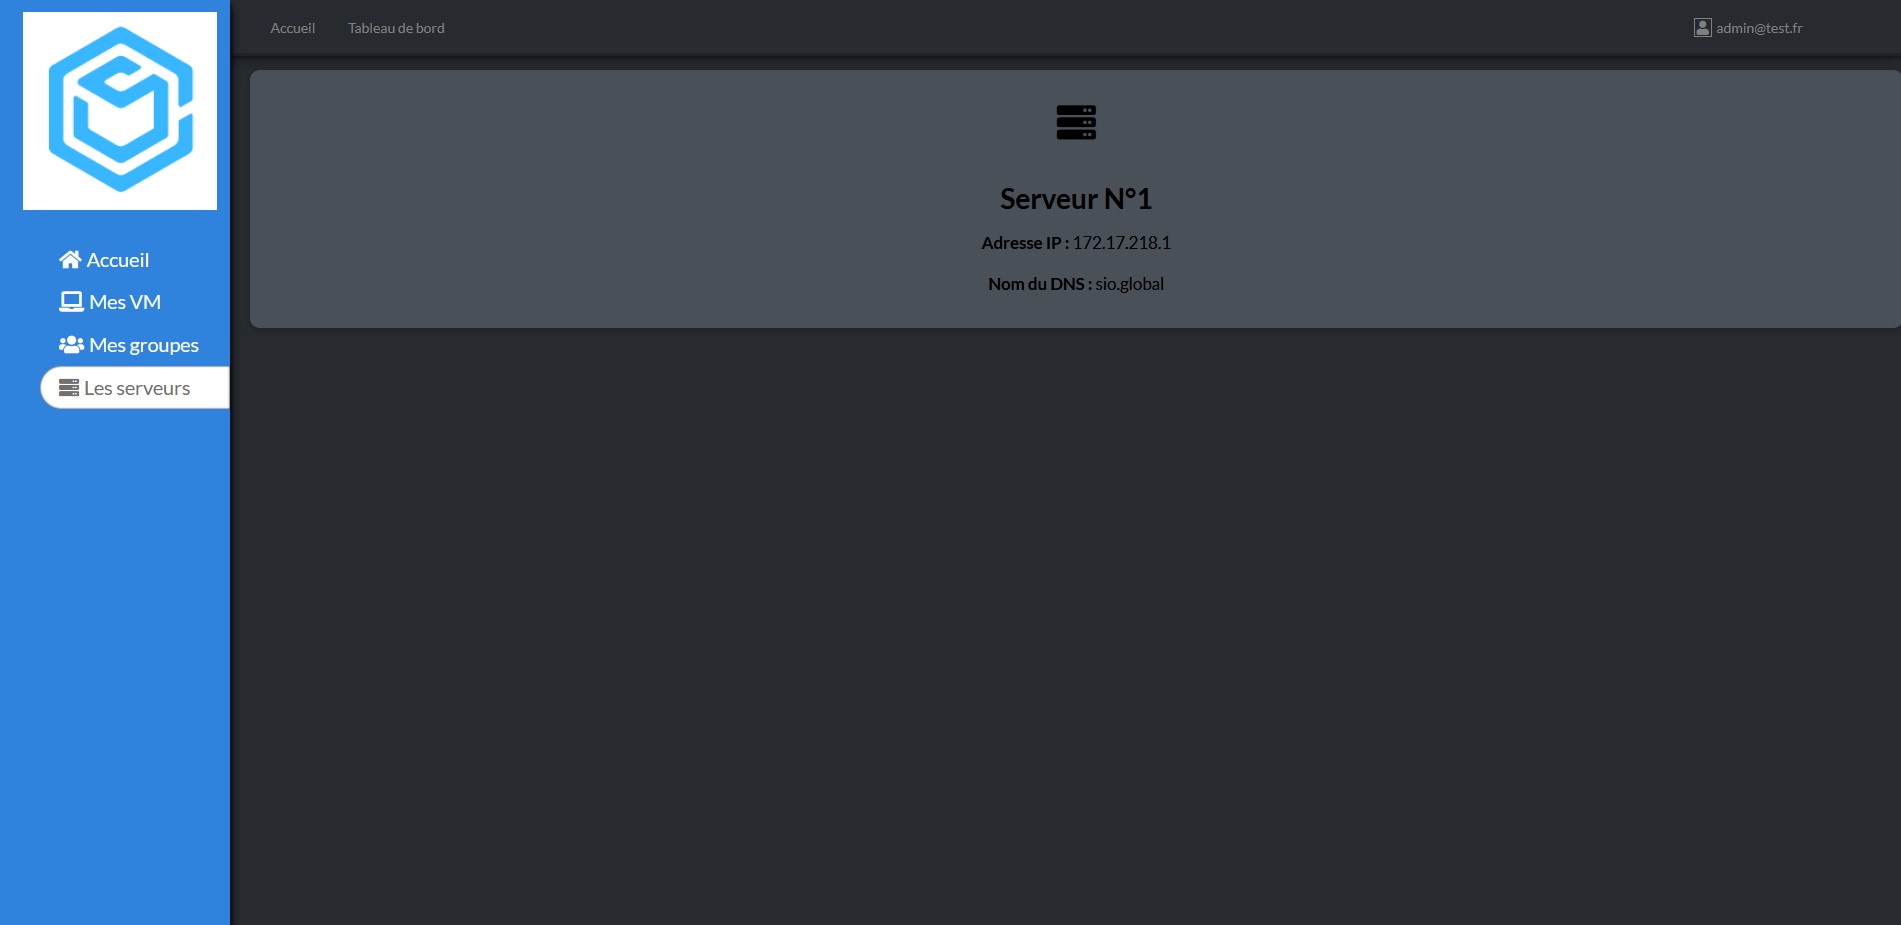 Accueil
Tableau de bord
admin@test.fr
Accueil
Mes VM
Mes groupes
Les serveurs
Serveur N°1
Adresse IP : 172.17.218.1
Nom du DNS : sio.global